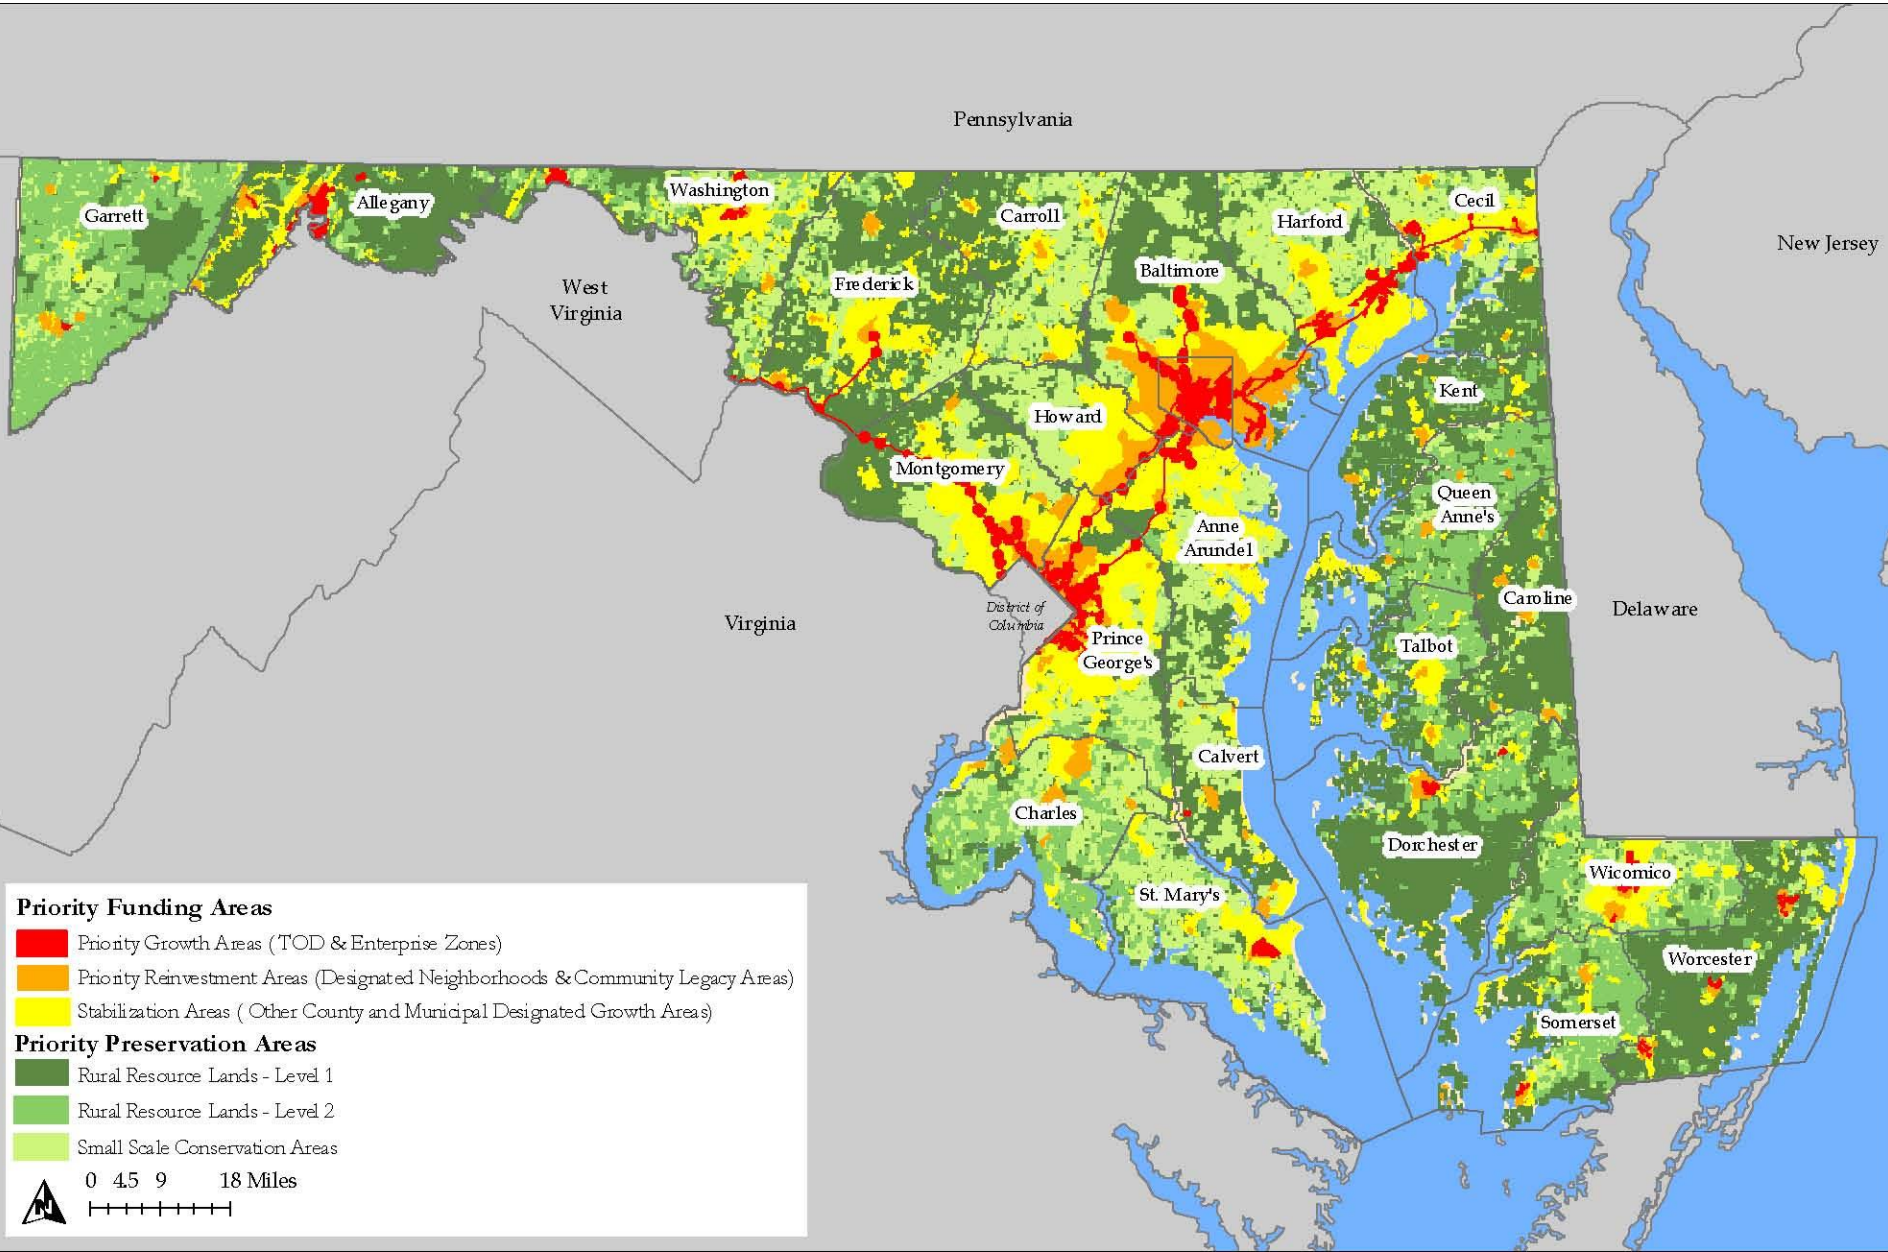 Pennsylvania
Garrett
Allegany
Washington
Carroll
Harford
Cecil
New Jersey
West
Virginia
Frederick
Baltimore
Kent
Howard
Montgomery
Queen
Anne's
Anne
Arundel
Caroline
Delaware
District of
Columbia
Virginia
Prince
George's
Talbot
Calvert
Charles
Dorchester
Wicomico
St. Mary's
Worcester
Somerset
Priority Funding Areas
Priority Growth Areas (TOD & Enterprise Zones)
Priority Reinvestment Areas (Designated Neighborhoods & Community Legacy Areas)
Stabilization Areas ( Other County and Municipal Designated Growth Areas)
Priority Preservation Areas
Rural Resource Lands - Level 1
Rural Resource Lands - Level 2
Small Scale Conservation Areas
0 4.5 9 18 Miles
N